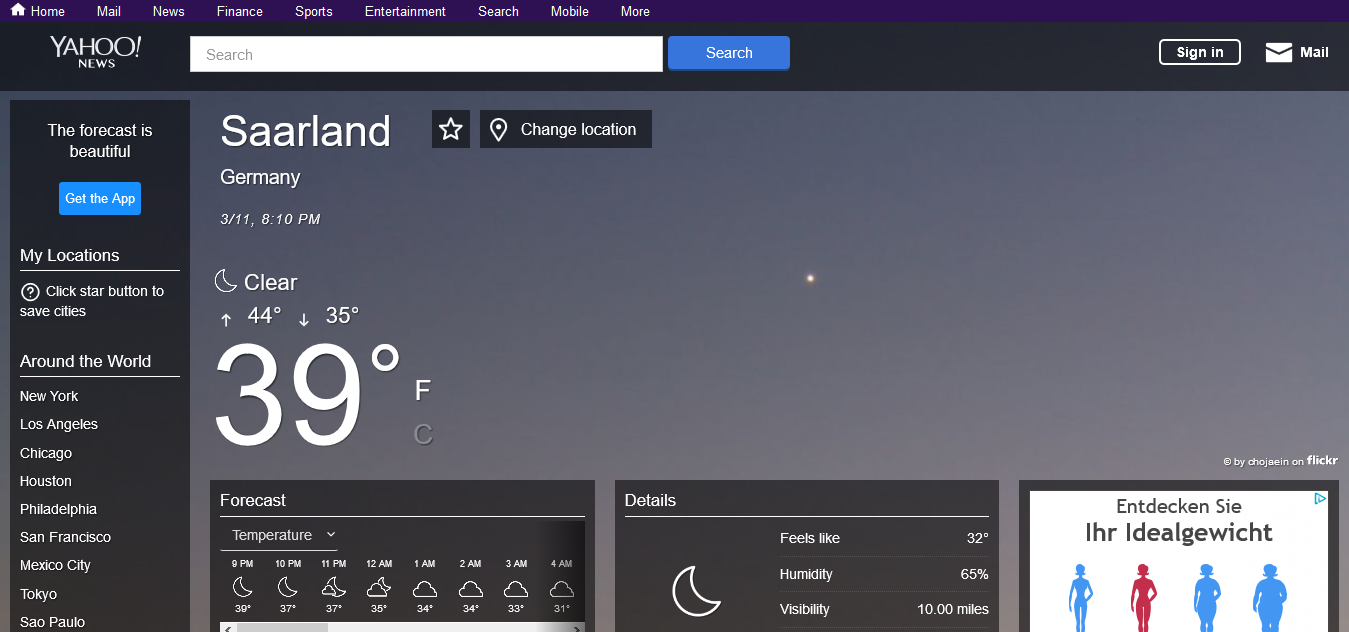 Home Mail News Finance Sports Entertainment Search Mobile More
YAHOO!
NEWS
Search
Search
Sign in
Mail
The forecast is
beautiful
Get the App
My Locations
Click star button to
save cities
Around the World
New York
Los Angeles
Chicago
Houston
Philadelphia
San Francisco
Mexico City
Tokyo
Sao Paulo
Saarland
Change location
Germany
3/11, 8:10 PM
Clear
↑ 44° ↓ 35°
39°
F
C
© by chojaein on flickr
Forecast
Temperature
9 PM 10 PM 11 PM 12 AM 1 AM 2 AM 3 AM 4 AM
39° 37° 37° 35° 34° 34° 33° 31°
Details
Feels like 32°
Humidity 65%
Visibility 10.00 miles
Entdecken Sie
Ihr Idealgewicht